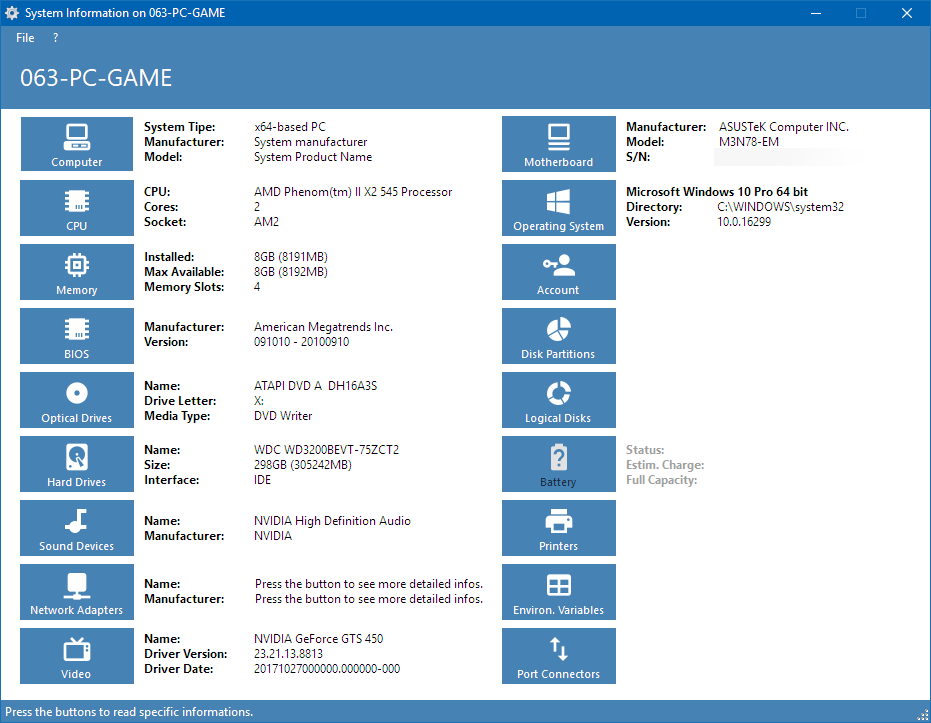 System Information on 063-PC-GAME
File ?
063-PC-GAME
Computer
System Tipe: x64-based PC
Manufacturer: System manufacturer
Model: System Product Name
Motherboard
Manufacturer: ASUSTeK Computer INC.
Model: M3N78-EM
S/N:
CPU
CPU: AMD Phenom(tm) II X2 545 Processor
Cores: 2
Socket: AM2
Operating System
Microsoft Windows 10 Pro 64 bit
Directory: C:\WINDOWS\system32
Version: 10.0.16299
Memory
Installed: 8GB (8191MB)
Max Available: 8GB (8192MB)
Memory Slots: 4
Account
BIOS
Manufacturer: American Megatrends Inc.
Version: 091010 - 20100910
Disk Partitions
Optical Drives
Name: ATAPI DVD A  DH16A3S
Drive Letter: X:
Media Type: DVD Writer
Logical Disks
Hard Drives
Name: WDC WD3200BEVT-75ZCT2
Size: 298GB (305242MB)
Interface: IDE
Battery
Status:
Estim. Charge:
Full Capacity:
Sound Devices
Name: NVIDIA High Definition Audio
Manufacturer: NVIDIA
Printers
Network Adapters
Name: Press the button to see more detailed infos.
Manufacturer: Press the button to see more detailed infos.
Environ. Variables
Video
Name: NVIDIA GeForce GTS 450
Driver Version: 23.21.13.8813
Driver Date: 20171027000000.000000-000
Port Connectors
Press the buttons to read specific informations.